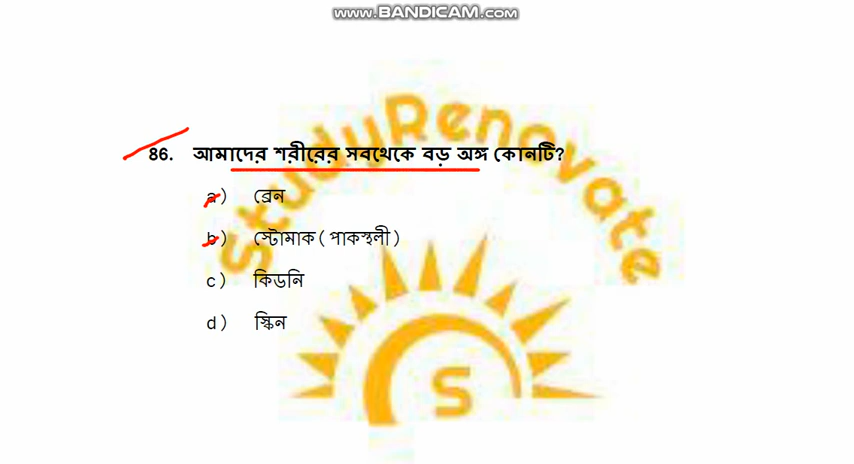 www.BANDICAM.com
StudyRenovate
86. আমাদের শরীরের সবথেকে বড় অঙ্গ কোনটি?
a) ব্রেন
b) স্টোমাক ( পাকস্থলী )
c) কিডনি
d) স্কিন
S